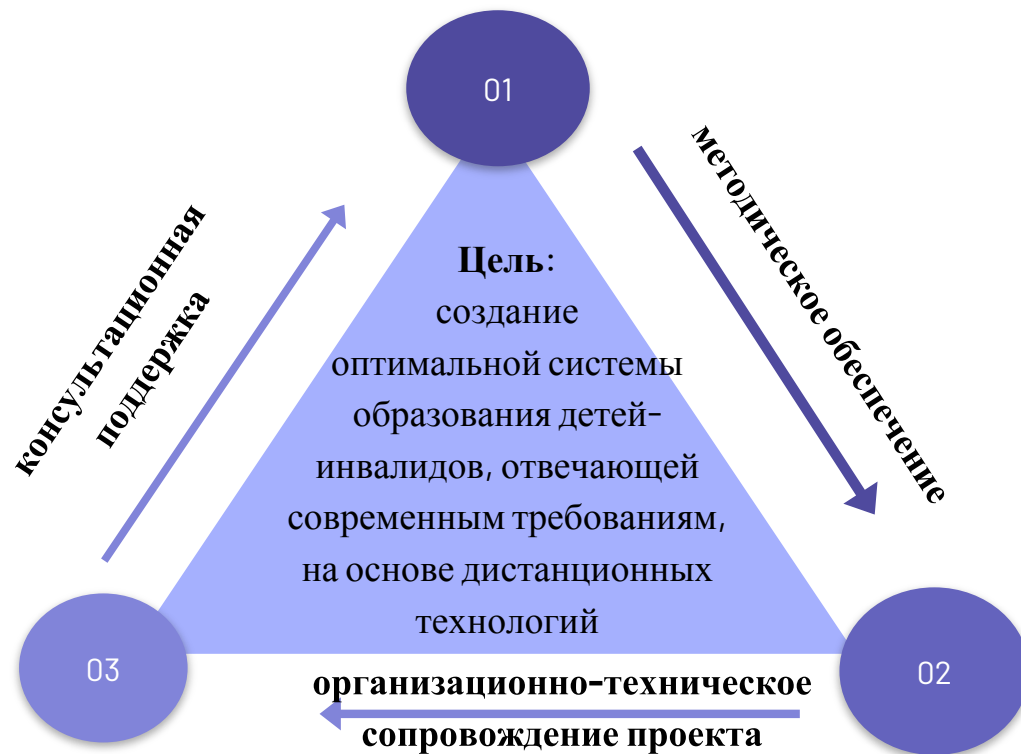 01
методическое обеспечение
консультационная
поддержка
Цель:
создание
оптимальной системы
образования детей-
инвалидов, отвечающей
современным требованиям,
на основе дистанционных
технологий
03
02
организационно-техническое
сопровождение проекта